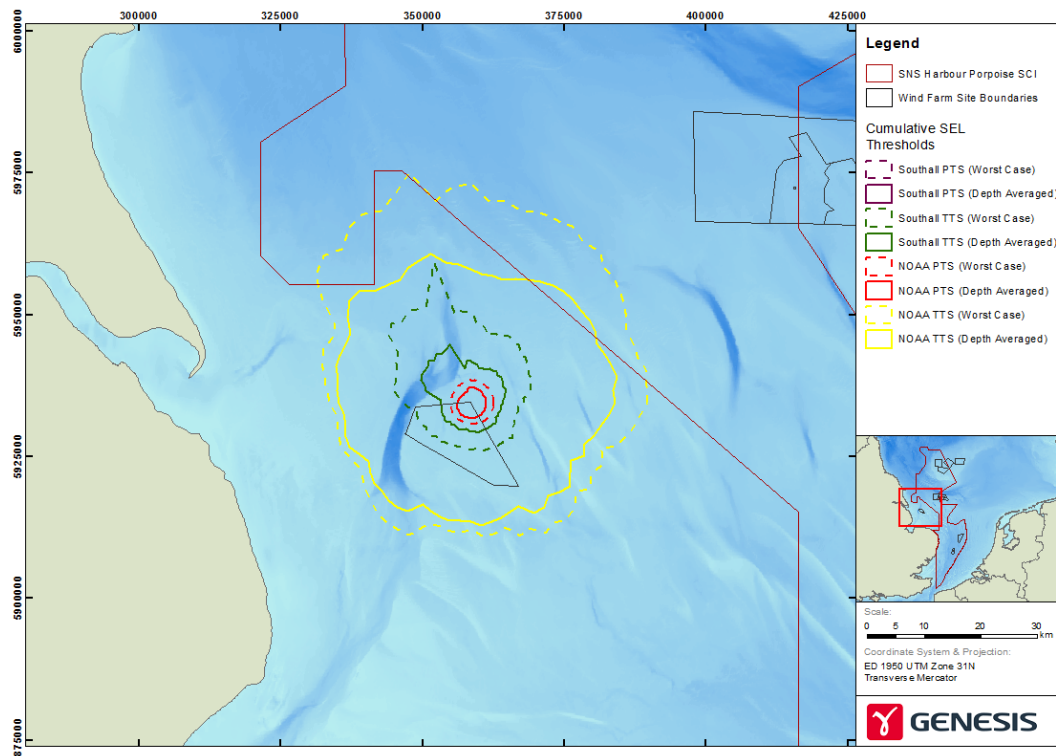 300000 325000 350000 375000 400000 425000
6000000
5975000
5950000
5925000
5900000
875000
Legend
SNS Harbour Porpoise SCI
Wind Farm Site Boundaries
Cumulative SEL
Thresholds
Southall PTS (Worst Case)
Southall PTS (Depth Averaged)
Southall TTS (Worst Case)
Southall TTS (Depth Averaged)
NOAA PTS (Worst Case)
NOAA PTS (Depth Averaged)
NOAA TTS (Worst Case)
NOAA TTS (Depth Averaged)
Scale:
0 5 10 20 30
km
Coordinate System & Projection:
ED 1950 UTM Zone 31N
Transverse Mercator
GENESIS